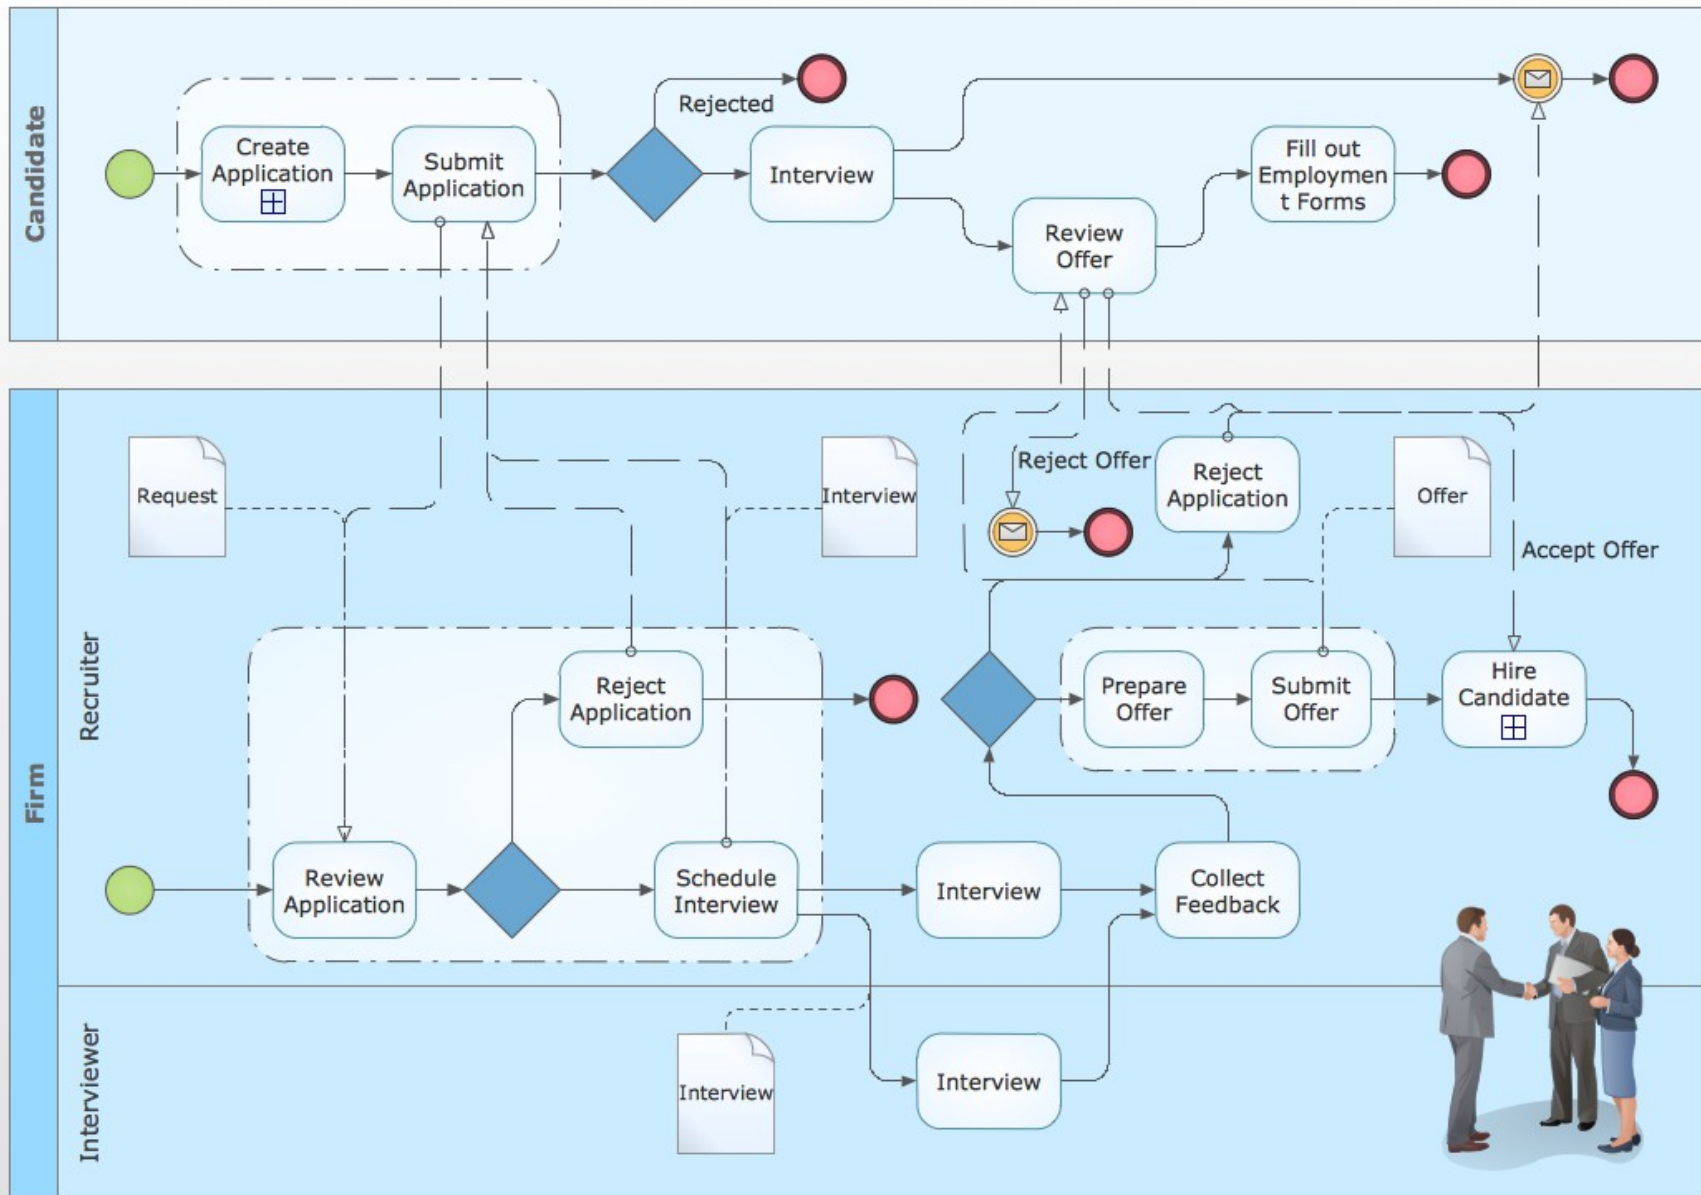 Candidate
Rejected
Create
Application
Submit
Application
Interview
Fill out
Employmen
t Forms
Review
Offer
Firm
Recruiter
Request
Interview
Reject Offer
Reject
Application
Offer
Accept Offer
Reject
Application
Prepare
Offer
Submit
Offer
Hire
Candidate
Review
Application
Schedule
Interview
Interview
Collect
Feedback
Interviewer
Interview
Interview